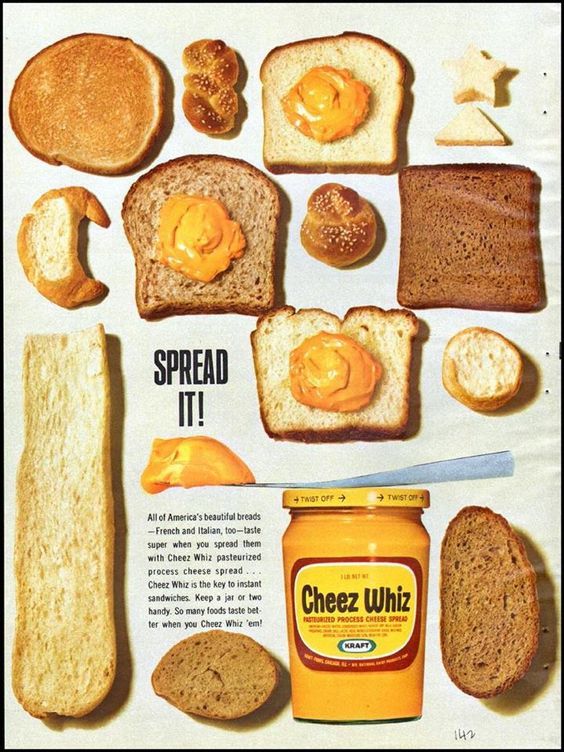 SPREAD
IT!
All of America's beautiful breads
—French and Italian, too—taste
super when you spread them
with Cheez Whiz pasteurized
process cheese spread . . .
Cheez Whiz is the key to instant
sandwiches. Keep a jar or two
handy. So many foods taste bet-
ter when you Cheez Whiz 'em!
→ TWIST OFF → → TWIST OFF →
1 LB NET WT
Cheez Whiz
PASTEURIZED PROCESS CHEESE SPREAD
KRAFT
142